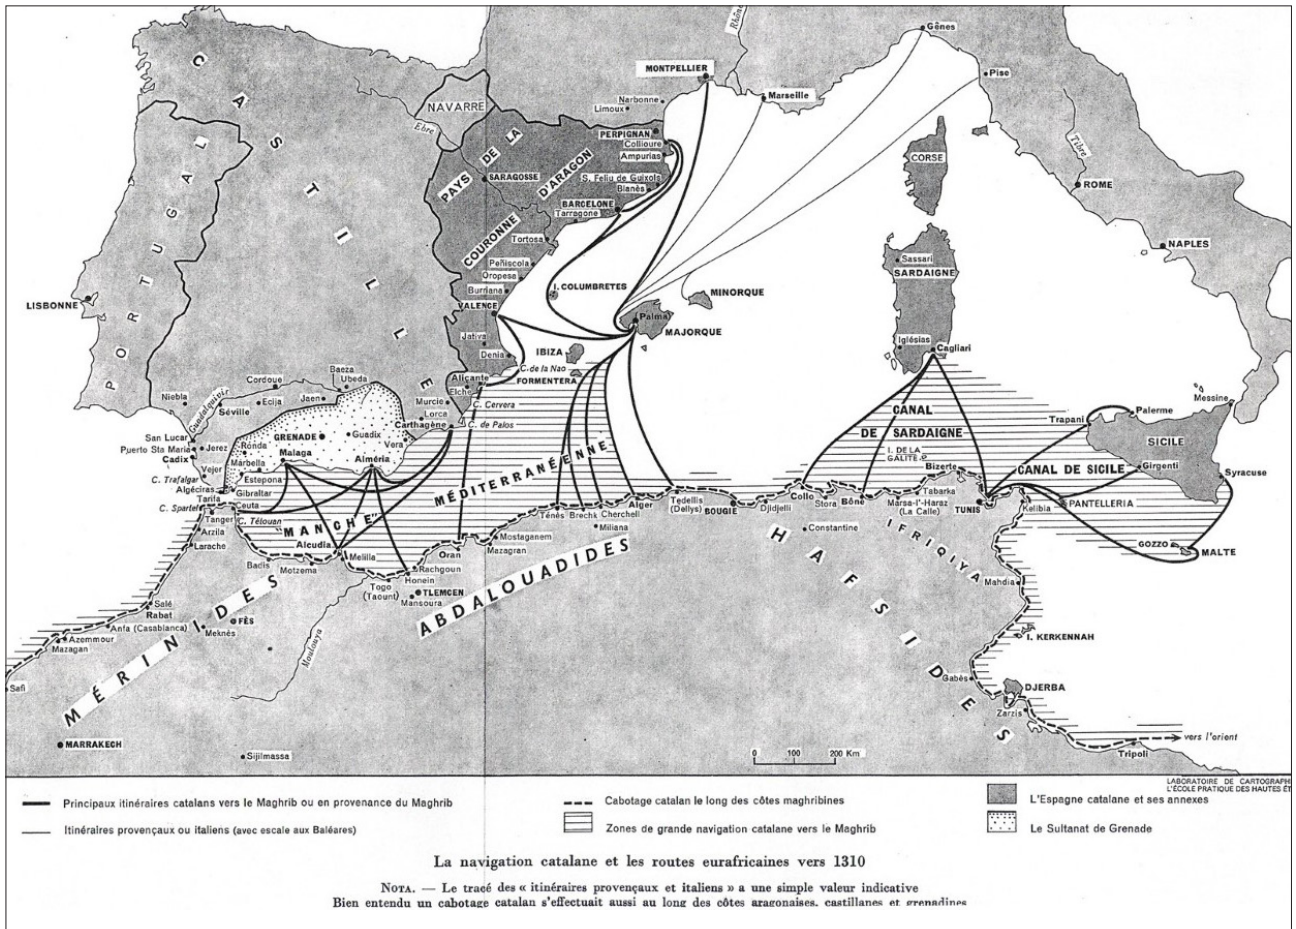 Gênes
Rhône
MONTPELLIER
Pise
Marseille
Narbonne
Limoux
NAVARRE
Ebre
PERPIGNAN
Collioure
Ampurias
CORSE
Tibre
CASTILLE
PORTUGAL
PAYS DE LA
COURONNE
D'ARAGON
SARAGOSSE
S. Feliu de Guixols
Blanès
BARCELONE
Tarragone
ROME
Tortosa
NAPLES
Peñiscola
Oropesa
Burriana
I. COLUMBRETES
MINORQUE
Sassari
SARDAIGNE
LISBONNE
VALENCE
Palma
MAJORQUE
Jativa
Denia
IBIZA
C. de la Nao
FORMENTERA
Iglésias
Cagliari
Cordoue
Baeza
Ubeda
Alicante
Elche
Niebla
Guadalquivir
Séville
Ecija
Jaen
Murcie
Lorca
C. Cervera
Carthagène
C. de Palos
Messine
CANAL
DE SARDAIGNE
Trapani
Palerme
SICILE
San Lucar
Puerto Sta Maria
Jerez
Cadix
Ronda
GRENADE
Guadix
Vera
Malaga
Marbella
Alméria
Vejer
Estepona
C. Trafalgar
I. DE LA
GALITE
Bizerte
CANAL DE SICILE
Girgenti
Syracuse
Algéciras
Gibraltar
Tarifa
C. Spartel
Ceuta
Tanger
C. Tétouan
Arzila
Larache
"MANCHE"
MÉDITERRANÉENNE
Alcudia
Melilla
Badis
Motzema
Togo
(Taount)
Honein
Rachgoun
Oran
Mazagran
Mostaganem
Ténès
Brechk
Cherchell
Miliana
Alger
Tedellis
(Dellys)
BOUGIE
Djidjelli
Collo
Stora
Bône
Constantine
Tabarka
Marsa-l'-Haraz
(La Calle)
TUNIS
Kelibia
PANTELLERIA
GOZZO
MALTE
IFRIQIYA
Mahdia
I. KERKENNAH
TLEMCEN
Mansoura
ABDALOUADIDES
HAFSIDES
MÉRINIDES
Salé
Rabat
Anfa (Casablanca)
Azemmour
Mazagan
Safi
FÈS
Meknès
Moulouya
Gabès
DJERBA
Zarzis
MARRAKECH
Sijilmassa
0 100 200 Km
Tripoli
vers l'orient
LABORATOIRE DE CARTOGRAPH
L'ÉCOLE PRATIQUE DES HAUTES ÉT
Principaux itinéraires catalans vers le Maghrib ou en provenance du Maghrib
Itinéraires provençaux ou italiens (avec escale aux Baléares)
Cabotage catalan le long des côtes maghribines
Zones de grande navigation catalane vers le Maghrib
L'Espagne catalane et ses annexes
Le Sultanat de Grenade
La navigation catalane et les routes eurafricaines vers 1310
NOTA. — Le tracé des « itinéraires provençaux et italiens » a une simple valeur indicative
Bien entendu un cabotage catalan s'effectuait aussi au long des côtes aragonaises, castillanes et grenadines